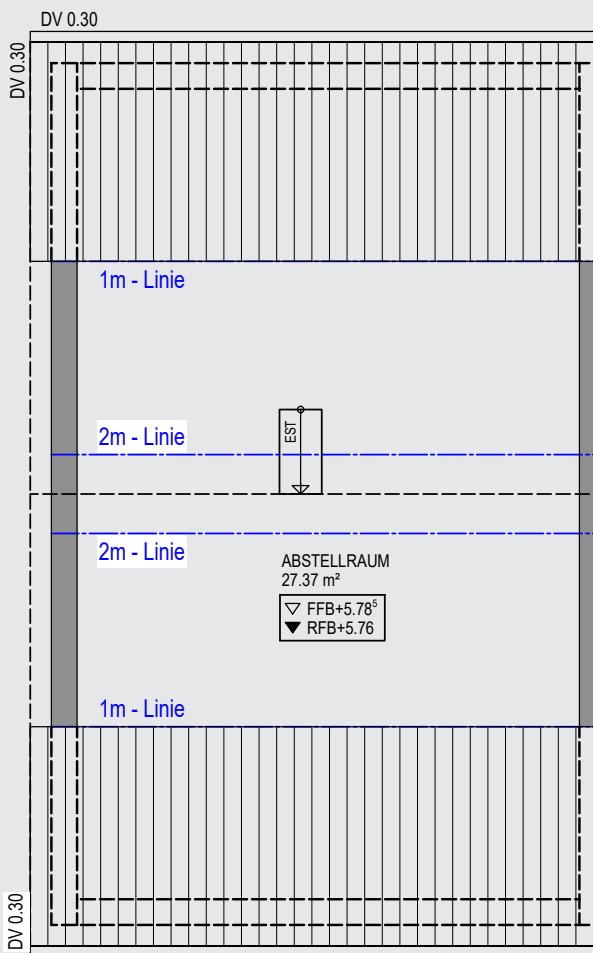 DV 0.30
DV 0.30
1m - Linie
EST
2m - Linie
2m - Linie
ABSTELLRAUM
27.37 m²
FFB+5.78⁵
RFB+5.76
1m - Linie
DV 0.30